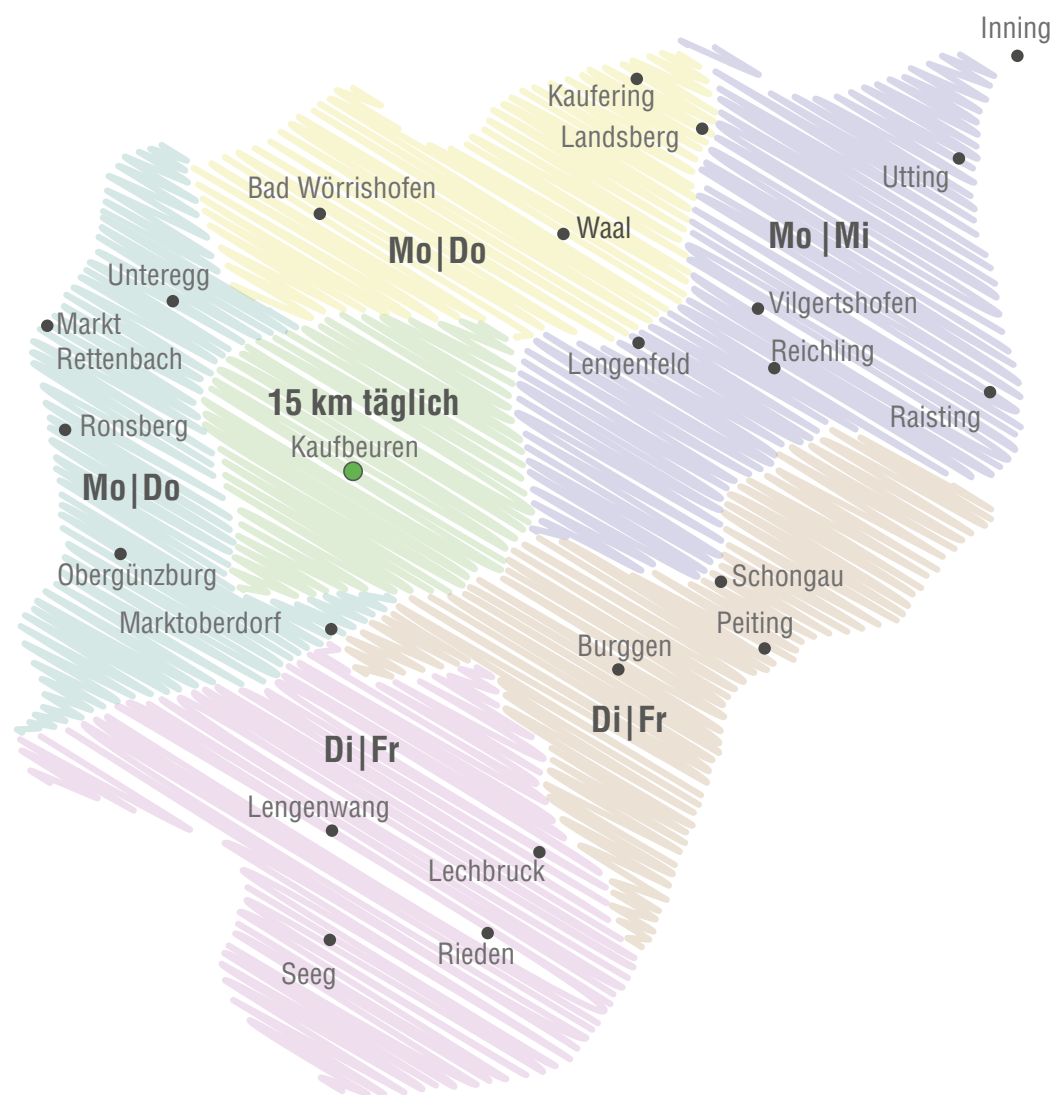 Inning
Kaufering
Landsberg
Utting
Bad Wörrishofen
Waal
Mo|Do
Mo |Mi
Unteregg
Markt
Rettenbach
Vilgertshofen
Lengenfeld
Reichling
15 km täglich
Kaufbeuren
Raisting
Ronsberg
Mo|Do
Obergünzburg
Schongau
Marktoberdorf
Peiting
Burggen
Di|Fr
Di|Fr
Lengenwang
Lechbruck
Rieden
Seeg